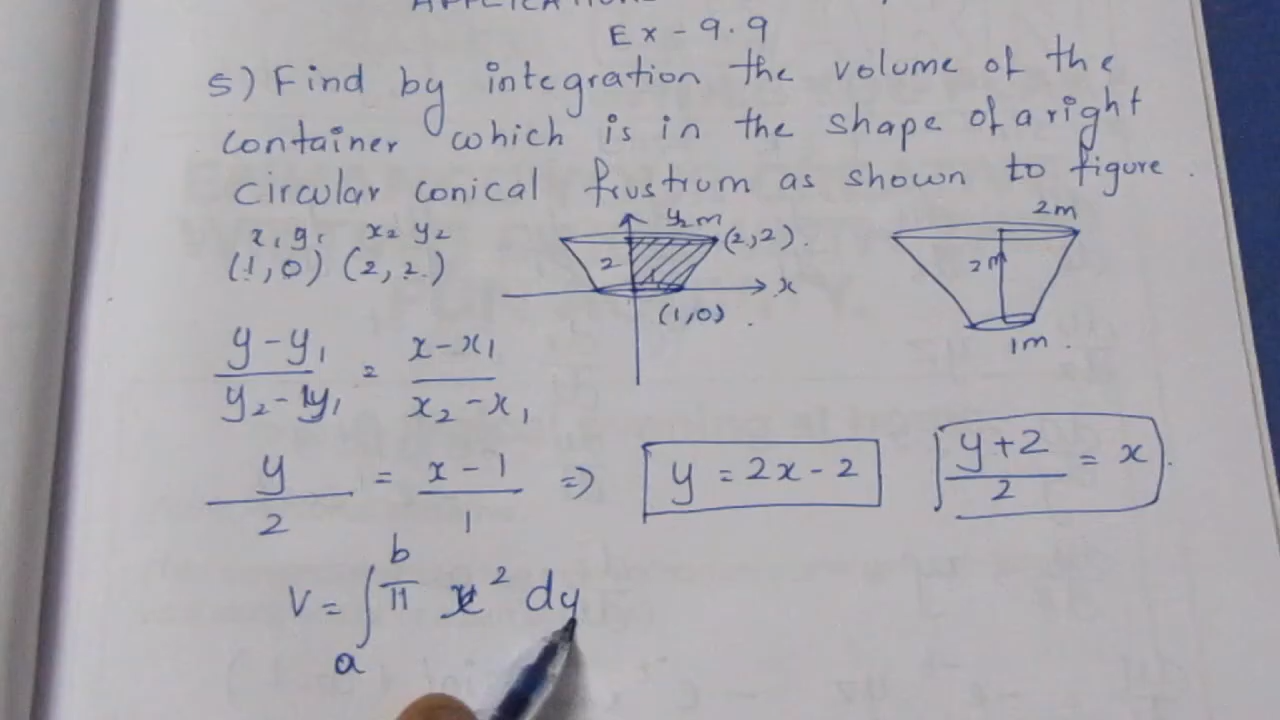 Ex - 9.9
5) Find by integration the volume of the
container which is in the shape of a right
circular conical frustrum as shown to figure.
x₁ y₁ x₂ y₂
(1,0) (2,2)
y 2m
(2,2).
2
x
(1,0).
2m
2m
1m.
y-y₁ / y₂-y₁ = x-x₁ / x₂-x₁
y / 2 = x-1 / 1 ⇒ y = 2x-2 y+2 / 2 = x.
V = ∫ₐᵇ π x² dy